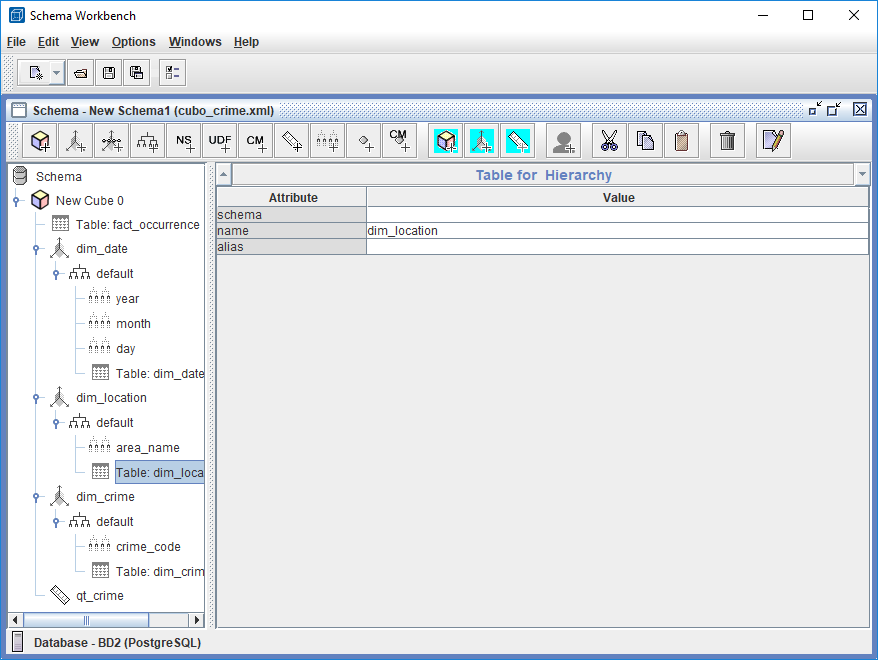 Schema Workbench
File Edit View Options Windows Help
Schema - New Schema1 (cubo_crime.xml)
NS UDF CM CM
Schema
New Cube 0
Table: fact_occurrence
dim_date
default
year
month
day
Table: dim_date
dim_location
default
area_name
Table: dim_loca
dim_crime
default
crime_code
Table: dim_crim
qt_crime
Table for Hierarchy
Attribute Value
schema
name dim_location
alias
Database - BD2 (PostgreSQL)